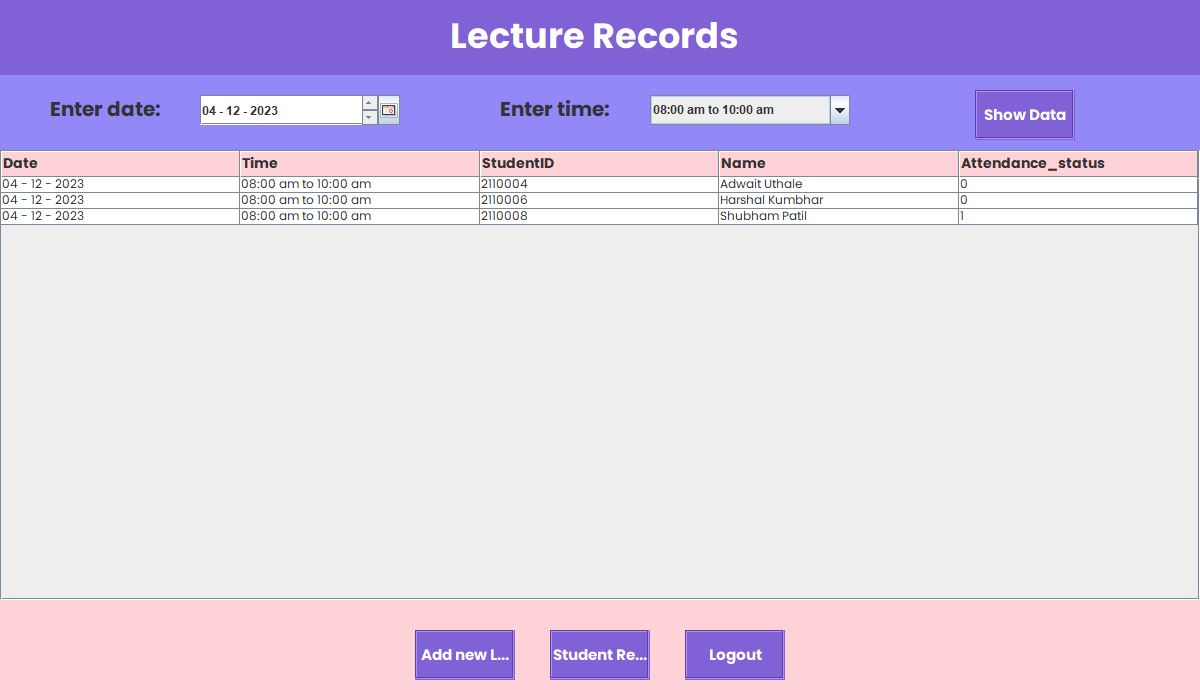 Lecture Records
Enter date: 04 - 12 - 2023 Enter time: 08:00 am to 10:00 am Show Data
Date Time StudentID Name Attendance_status
04 - 12 - 2023 08:00 am to 10:00 am 2110004 Adwait Uthale 0
04 - 12 - 2023 08:00 am to 10:00 am 2110006 Harshal Kumbhar 0
04 - 12 - 2023 08:00 am to 10:00 am 2110008 Shubham Patil 1
Add new L... Student Re... Logout